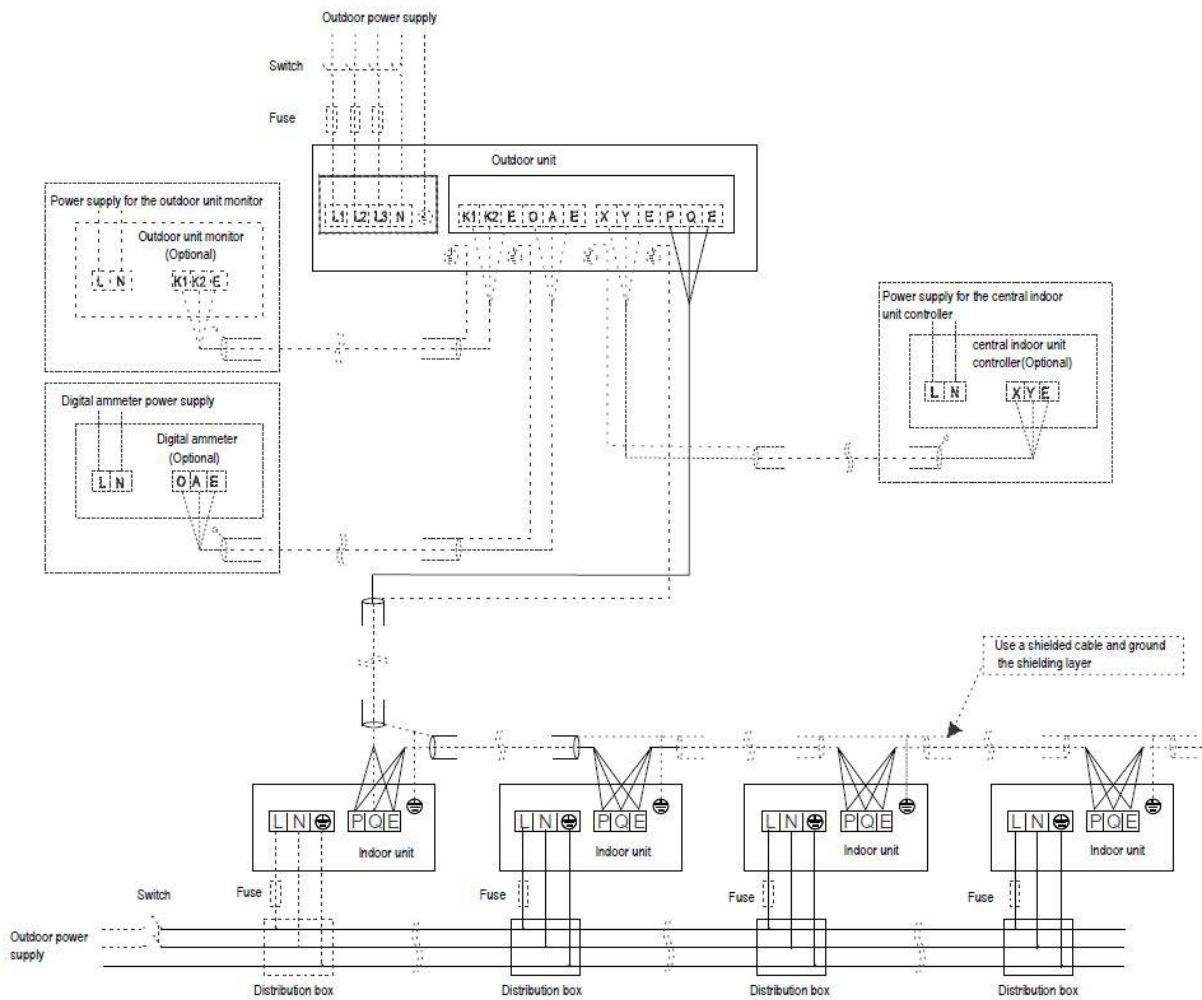 Outdoor power supply
Switch
Fuse
Outdoor unit
L1 L2 L3 N
K1 K2 E O A E X Y E P Q E
Power supply for the outdoor unit monitor
Outdoor unit monitor
(Optional)
L N
K1 K2 E
Power supply for the central indoor
unit controller
central indoor unit
controller(Optional)
L N
X Y E
Digital ammeter power supply
Digital ammeter
(Optional)
L N
O A E
Use a shielded cable and ground
the shielding layer
L N
P Q E
Indoor unit
L N
P Q E
Indoor unit
L N
P Q E
Indoor unit
L N
P Q E
Indoor unit
Switch
Fuse
Fuse
Fuse
Fuse
Outdoor power
supply
Distribution box
Distribution box
Distribution box
Distribution box